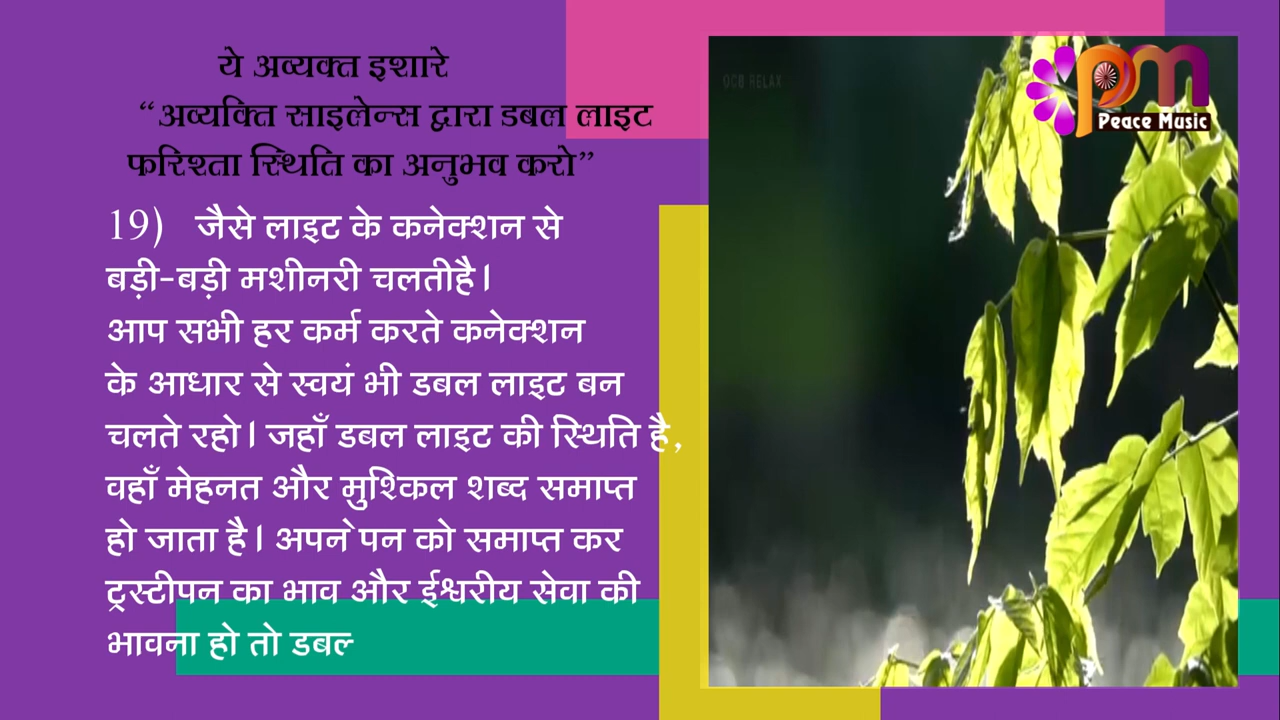 ये अव्यक्त इशारे
“अव्यक्ति साइलेन्स द्वारा डबल लाइट
फरिश्ता स्थिति का अनुभव करो”
19) जैसे लाइट के कनेक्शन से
बड़ी-बड़ी मशीनरी चलतीहै।
आप सभी हर कर्म करते कनेक्शन
के आधार से स्वयं भी डबल लाइट बन
चलते रहो। जहाँ डबल लाइट की स्थिति है,
वहाँ मेहनत और मुश्किल शब्द समाप्त
हो जाता है। अपने पन को समाप्त कर
ट्रस्टीपन का भाव और ईश्वरीय सेवा की
भावना हो तो डबल
pm
Peace Music
RELAX